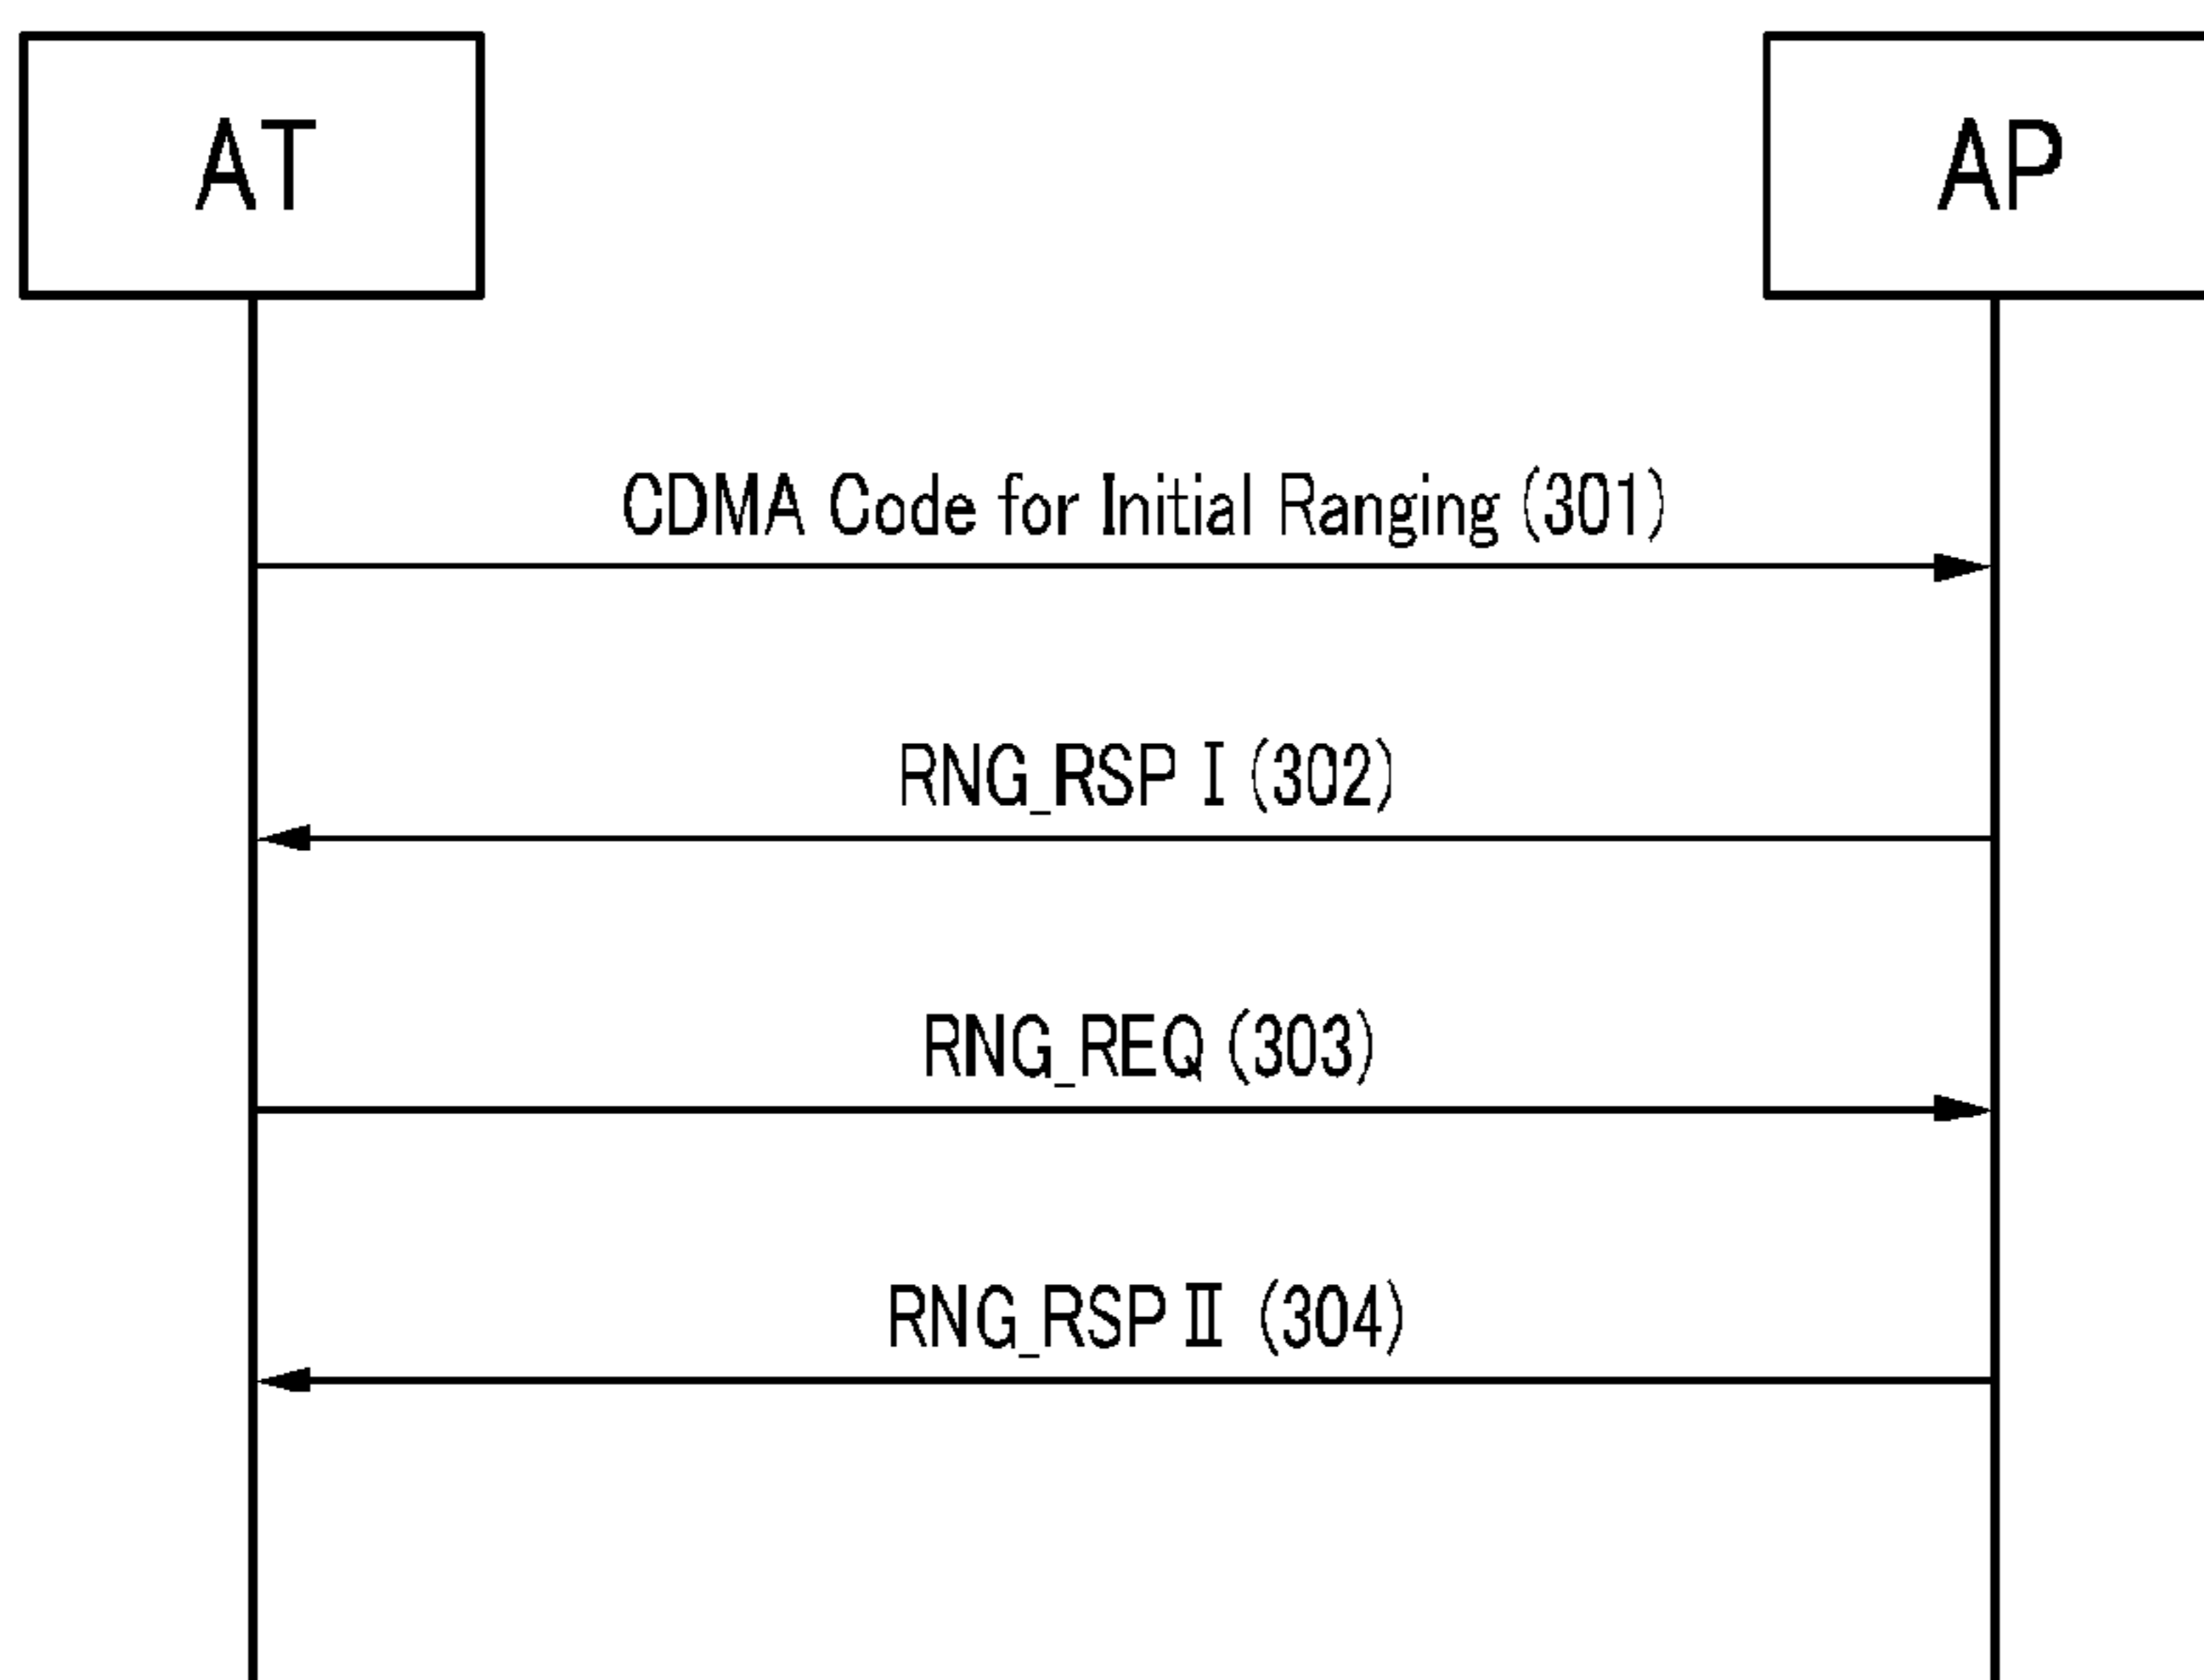 AT
AP
CDMA Code for Initial Ranging (301)
RNG_RSP Ⅰ (302)
RNG_REQ (303)
RNG_RSP Ⅱ (304)